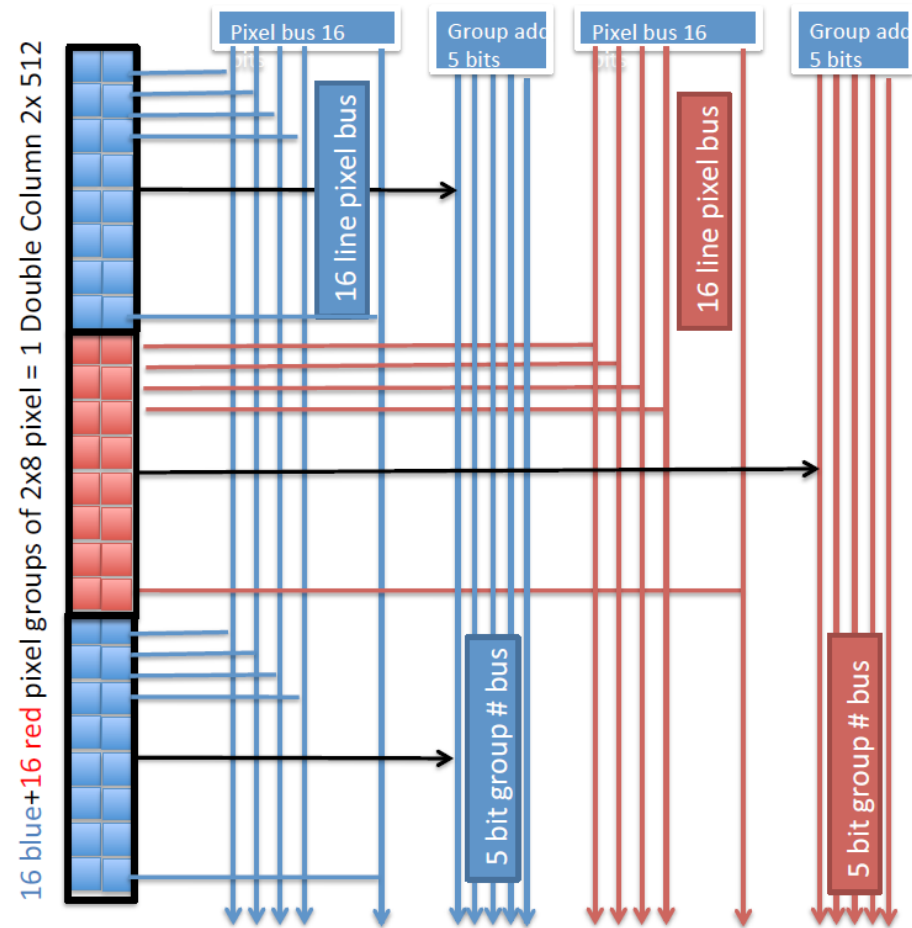 16 blue+16 red pixel groups of 2x8 pixel = 1 Double Column 2x 512
Pixel bus 16
bits
Group add
5 bits
Pixel bus 16
bits
Group add
5 bits
16 line pixel bus
16 line pixel bus
5 bit group # bus
5 bit group # bus